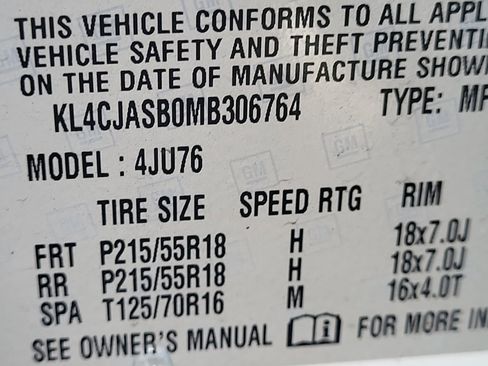 THIS VEHICLE CONFORMS TO ALL APPL
VEHICLE SAFETY AND THEFT PREVENTI
ON THE DATE OF MANUFACTURE SHOW
KL4CJASB0MB306764 TYPE: MP
MODEL : 4JU76
TIRE SIZE SPEED RTG RIM
FRT P215/55R18 H 18x7.0J
RR P215/55R18 H 18x7.0J
SPA T125/70R16 M 16x4.0T
SEE OWNER'S MANUAL i FOR MORE IN
GM